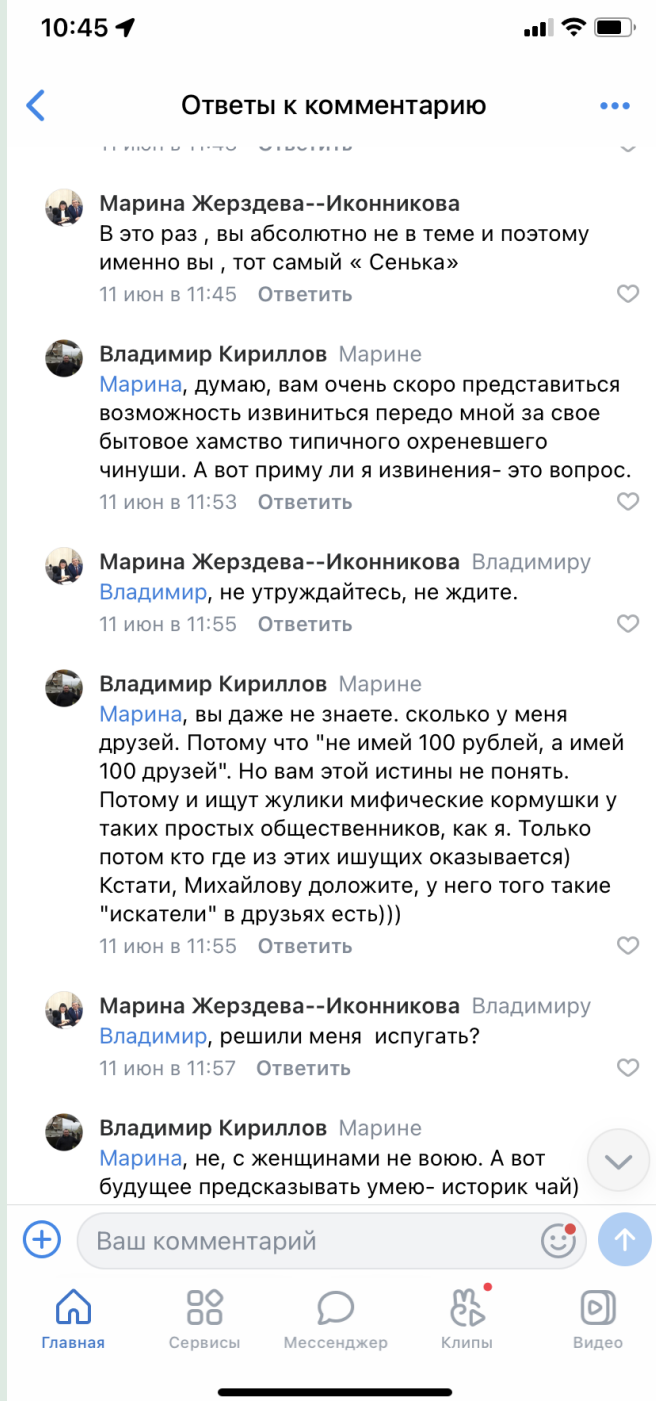 10:45
Ответы к комментарию
11 июн в 11:43 Ответить
Марина Жерздева--Иконникова
В это раз , вы абсолютно не в теме и поэтому
именно вы , тот самый « Сенька»
11 июн в 11:45 Ответить
Владимир Кириллов Марине
Марина, думаю, вам очень скоро представиться
возможность извиниться передо мной за свое
бытовое хамство типичного охреневшего
чинуши. А вот приму ли я извинения- это вопрос.
11 июн в 11:53 Ответить
Марина Жерздева--Иконникова Владимиру
Владимир, не утруждайтесь, не ждите.
11 июн в 11:55 Ответить
Владимир Кириллов Марине
Марина, вы даже не знаете. сколько у меня
друзей. Потому что "не имей 100 рублей, а имей
100 друзей". Но вам этой истины не понять.
Потому и ищут жулики мифические кормушки у
таких простых общественников, как я. Только
потом кто где из этих ишущих оказывается)
Кстати, Михайлову доложите, у него того такие
"искатели" в друзьях есть)))
11 июн в 11:55 Ответить
Марина Жерздева--Иконникова Владимиру
Владимир, решили меня  испугать?
11 июн в 11:57 Ответить
Владимир Кириллов Марине
Марина, не, с женщинами не воюю. А вот
будущее предсказывать умею- историк чай)
Ваш комментарий
Главная Сервисы Мессенджер Клипы Видео